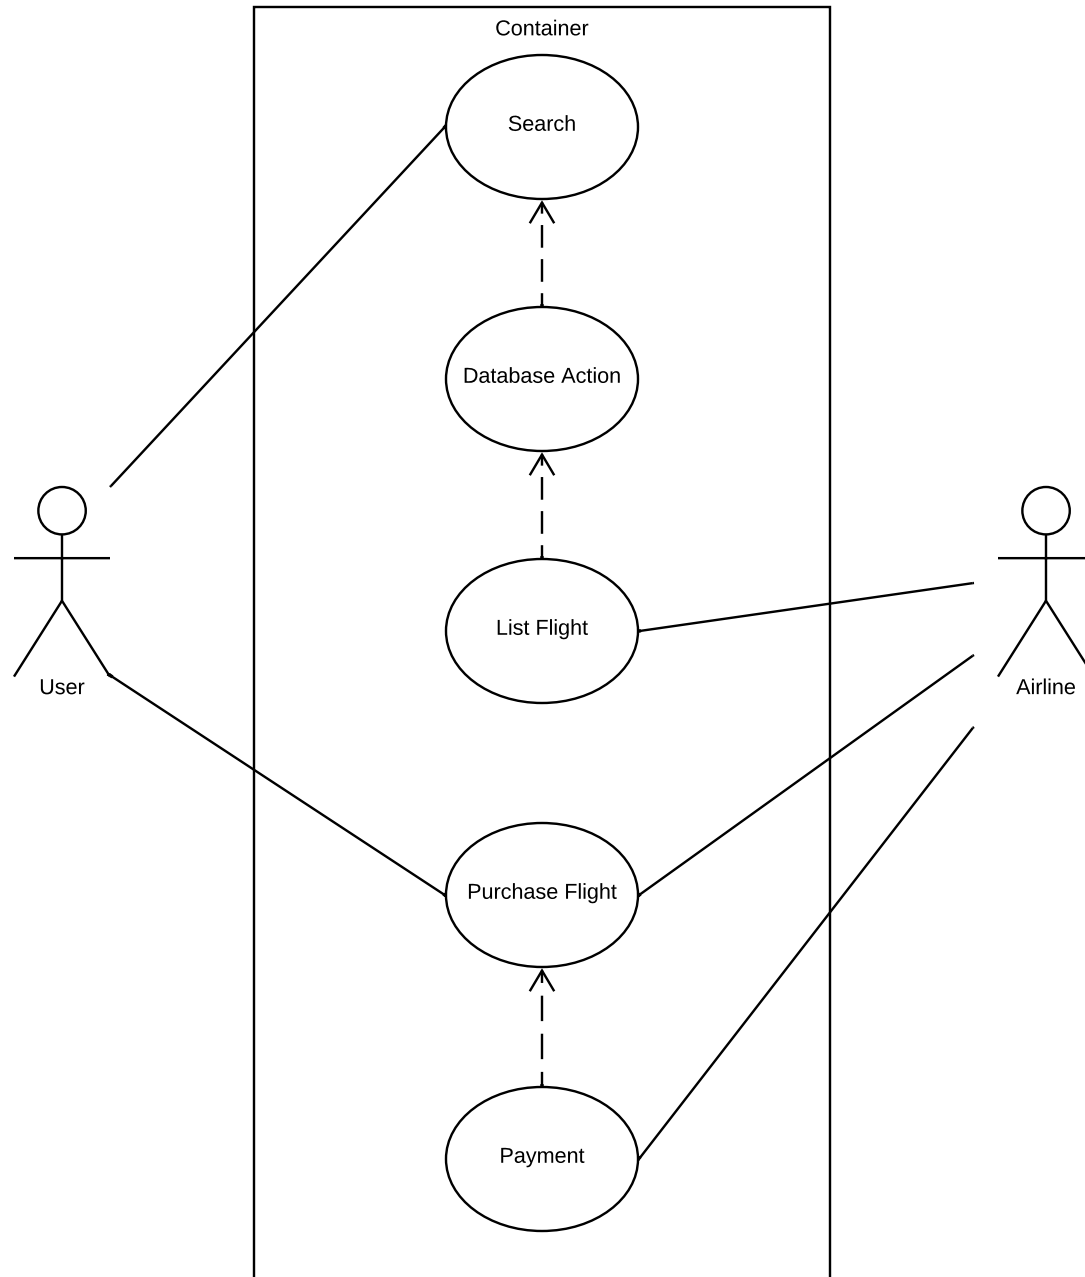 Container
Search
Database Action
List Flight
User
Airline
Purchase Flight
Payment